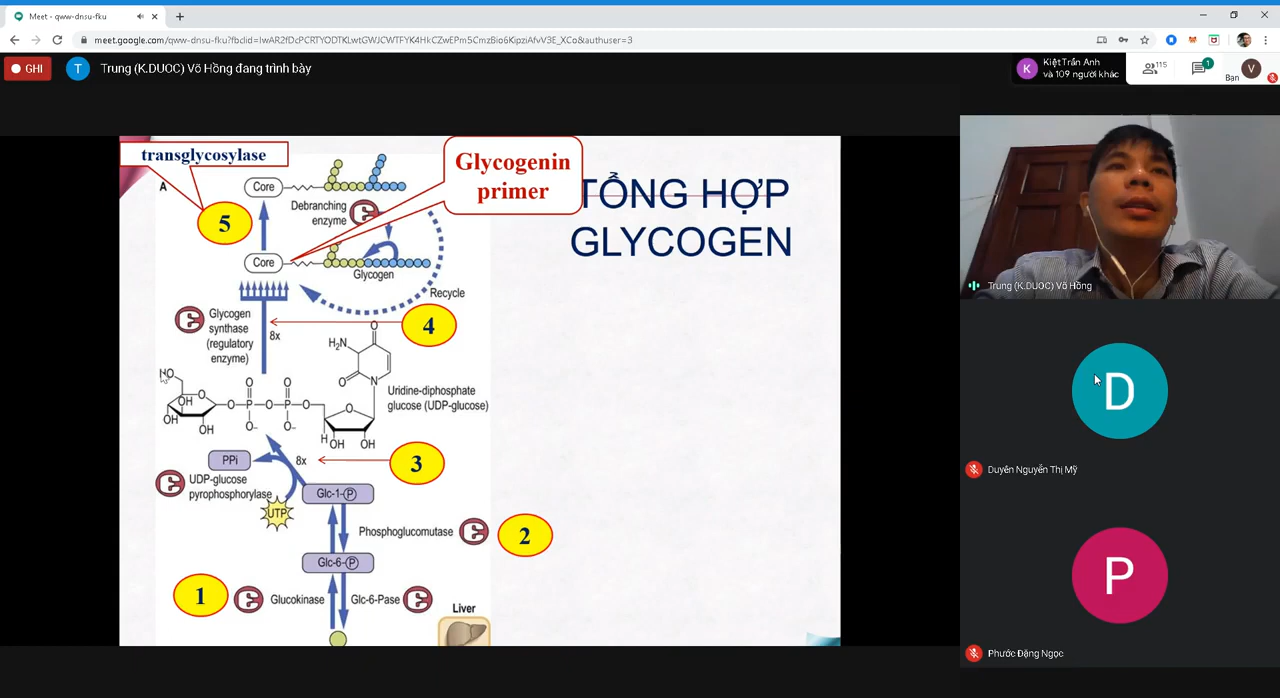 Meet - qww-dnsu-fku
meet.google.com/qww-dnsu-fku?fbclid=IwAR2fDcPCRTYODTKLwtGWJCWTFYK4HkCZwEPm5CmzBio6KipziAfvV3E_XCo&authuser=3
GHI
T
Trung (K.DUOC) Võ Hồng đang trình bày
K
KiệtTrần Anh
và 109 người khác
115
1
Bạn
V
transglycosylase
Glycogenin
primer
TỔNG HỢP
GLYCOGEN
A
Core
Debranching
enzyme
5
Core
Glycogen
Recycle
Glycogen
synthase
(regulatory
enzyme)
8x
4
H₂N
O
O
N
HO
O
OH
OH
OH
O
O
P
O
P
O
O
O-
O-
O
H
OH
OH
Uridine-diphosphate
glucose (UDP-glucose)
PPi
8x
3
UDP-glucose
pyrophosphorylase
UTP
Glc-1-P
Phosphoglucomutase
2
Glc-6-P
1
Glucokinase
Glc-6-Pase
Liver
Trung (K.DUOC) Võ Hồng
D
Duyên Nguyễn Thị Mỹ
P
Phước Đặng Ngọc